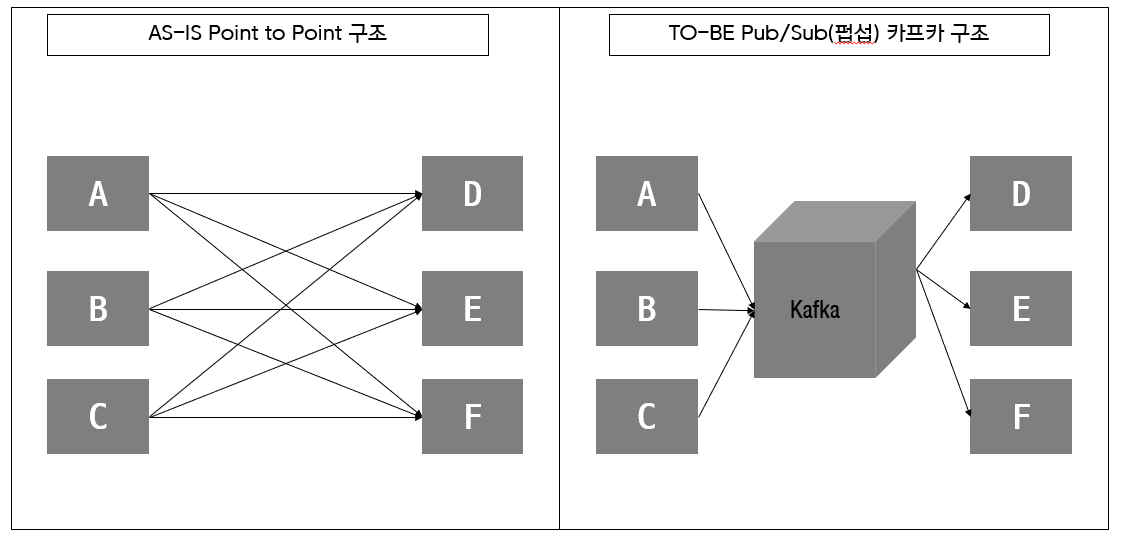 AS-IS Point to Point 구조
TO-BE Pub/Sub(펍섭) 카프카 구조
A
D
B
E
C
F
A
D
B
Kafka
E
C
F